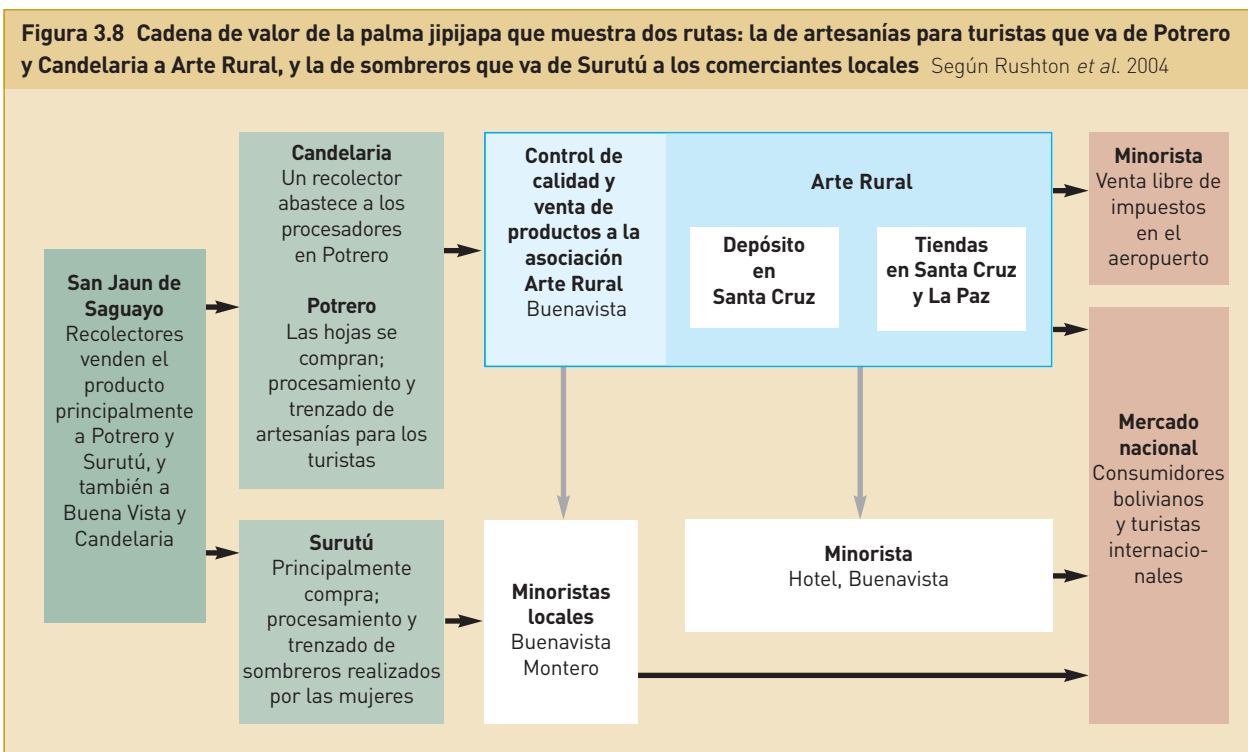 Figura 3.8 Cadena de valor de la palma jipijapa que muestra dos rutas: la de artesanías para turistas que va de Potrero
y Candelaria a Arte Rural, y la de sombreros que va de Surutú a los comerciantes locales Según Rushton et al. 2004
San Jaun de
Saguayo
Recolectores
venden el
producto
principalmente
a Potrero y
Surutú, y
también a
Buena Vista y
Candelaria
Candelaria
Un recolector
abastece a los
procesadores
en Potrero
Potrero
Las hojas se
compran;
procesamiento y
trenzado de
artesanías para los
turistas
Surutú
Principalmente
compra;
procesamiento y
trenzado de
sombreros realizados
por las mujeres
Control de
calidad y
venta de
productos a la
asociación
Arte Rural
Buenavista
Arte Rural
Depósito
en
Santa Cruz
Tiendas
en Santa Cruz
y La Paz
Minoristas
locales
Buenavista
Montero
Minorista
Hotel, Buenavista
Minorista
Venta libre de
impuestos
en el
aeropuerto
Mercado
nacional
Consumidores
bolivianos
y turistas
internacio-
nales